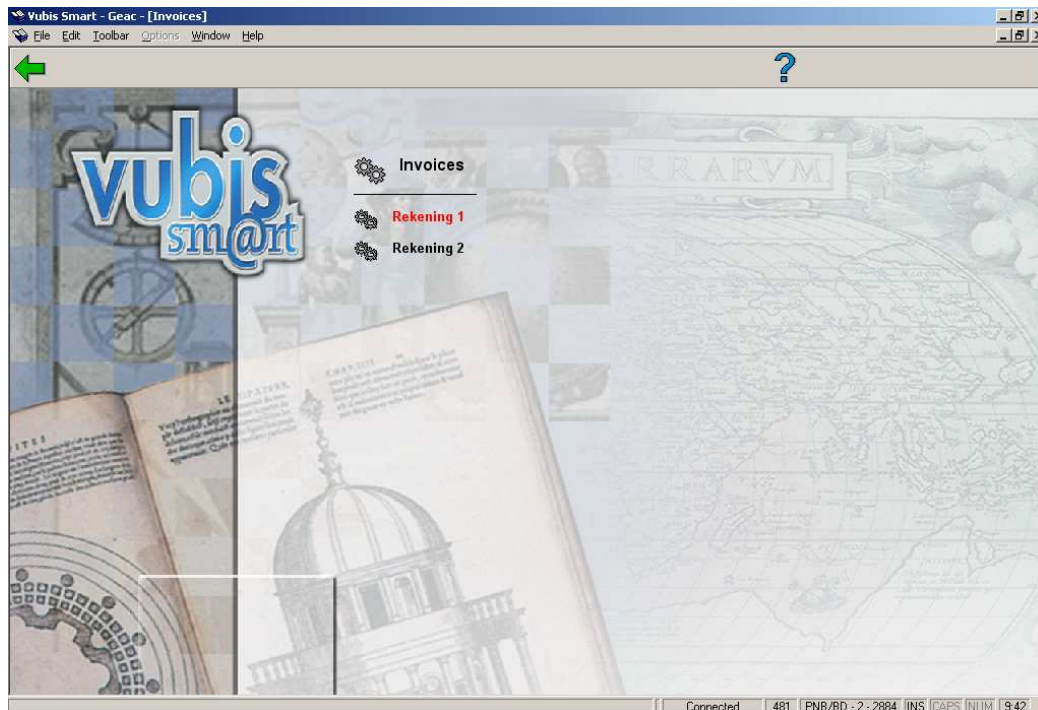 Vubis Smart - Geac - [Invoices]
File Edit Toolbar Options Window Help
?
vubis
sm@rt
Invoices
Rekening 1
Rekening 2
RARVM
Connected 481 PNB/BD - 2 - 2884 INS CAPS NUM 9:42